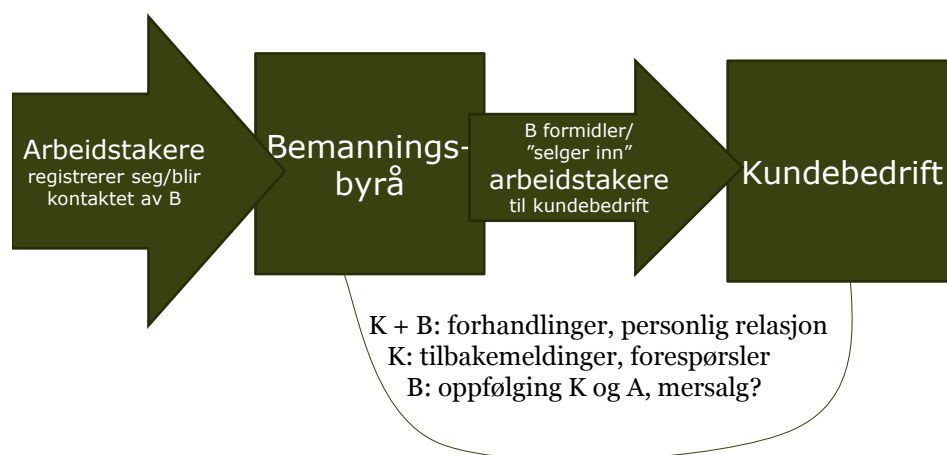 Arbeidstakere
registrerer seg/blir
kontaktet av B
Bemannings-
byrå
B formidler/
”selger inn”
arbeidstakere
til kundebedrift
Kundebedrift
K + B: forhandlinger, personlig relasjon
K: tilbakemeldinger, forespørsler
B: oppfølging K og A, mersalg?